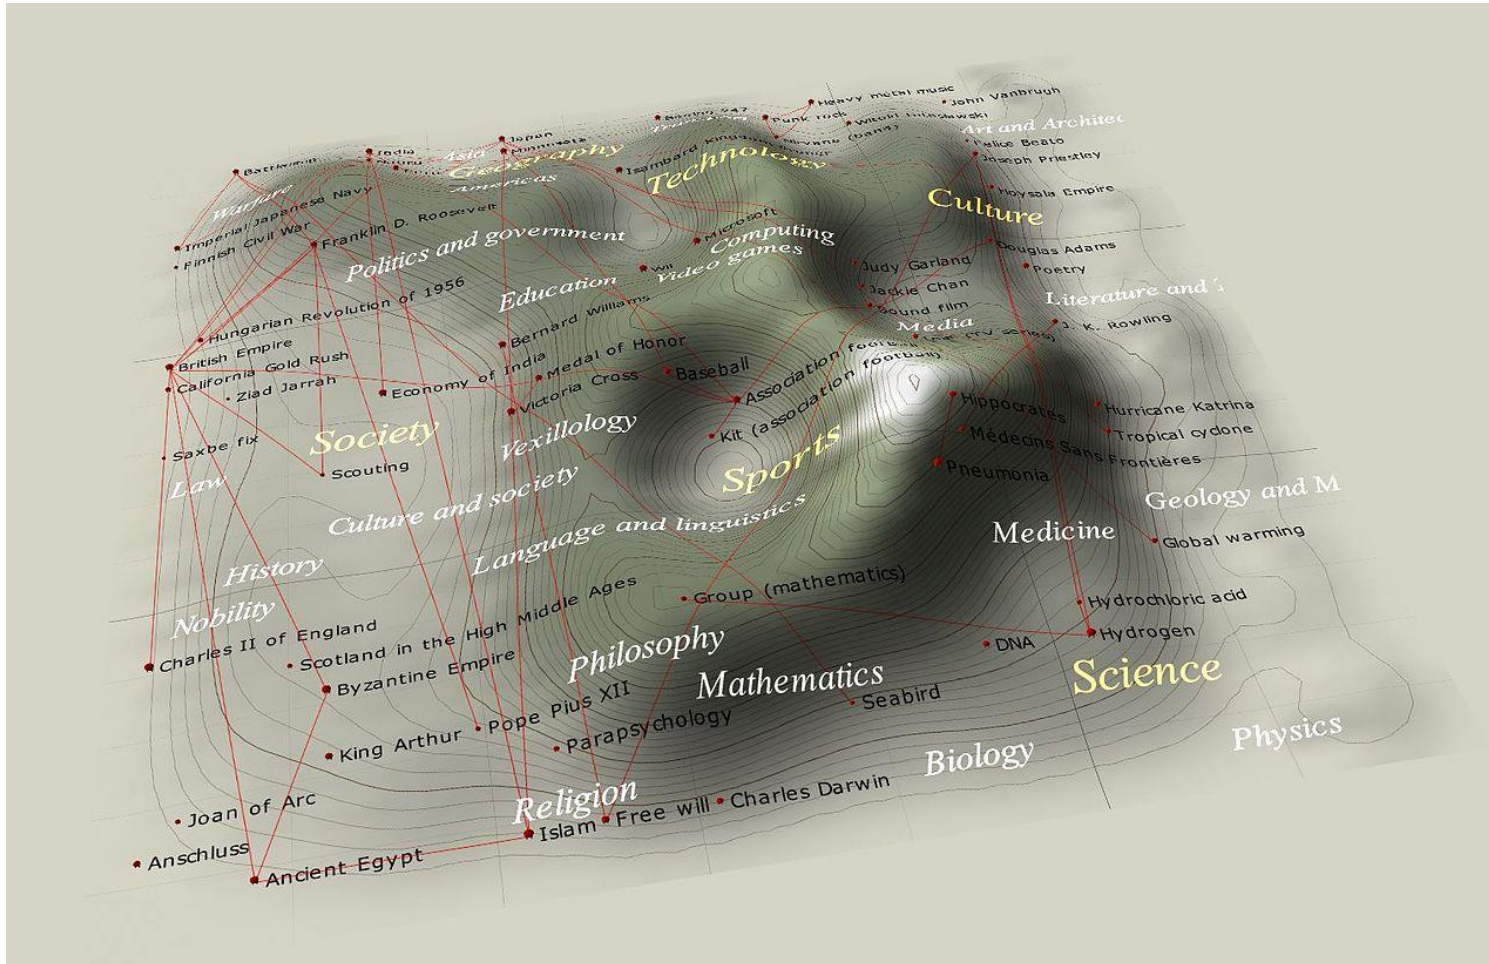 Heavy metal music
John Vanbrugh
Punk rock
Art and Architec
Felice Beato
Japan
Minnesota
India
Asia
Geography
Americas
Technology
Joseph Priestley
Warfare
Imperial Japanese Navy
Finnish Civil War
Franklin D. Roosevelt
Hoysala Empire
Culture
Politics and government
Microsoft
Computing
Video games
Wii
Education
Judy Garland
Jackie Chan
Sound film
Media
Douglas Adams
Poetry
Literature and
J. K. Rowling
Hungarian Revolution of 1956
British Empire
California Gold Rush
Ziad Jarrah
Bernard Williams
Economy of India
Medal of Honor
Victoria Cross
Baseball
Association
Kit (association football)
Hippocrates
Hurricane Katrina
Tropical cyclone
Médecins Sans Frontières
Pneumonia
Society
Vexillology
Sports
Saxbe fix
Scouting
Law
Culture and society
Language and linguistics
Geology and M
Medicine
Global warming
History
Nobility
Group (mathematics)
Hydrochloric acid
Hydrogen
DNA
Charles II of England
Scotland in the High Middle Ages
Byzantine Empire
Philosophy
Mathematics
Science
Seabird
King Arthur
Pope Pius XII
Parapsychology
Biology
Physics
Religion
Joan of Arc
Islam
Free will
Charles Darwin
Anschluss
Ancient Egypt